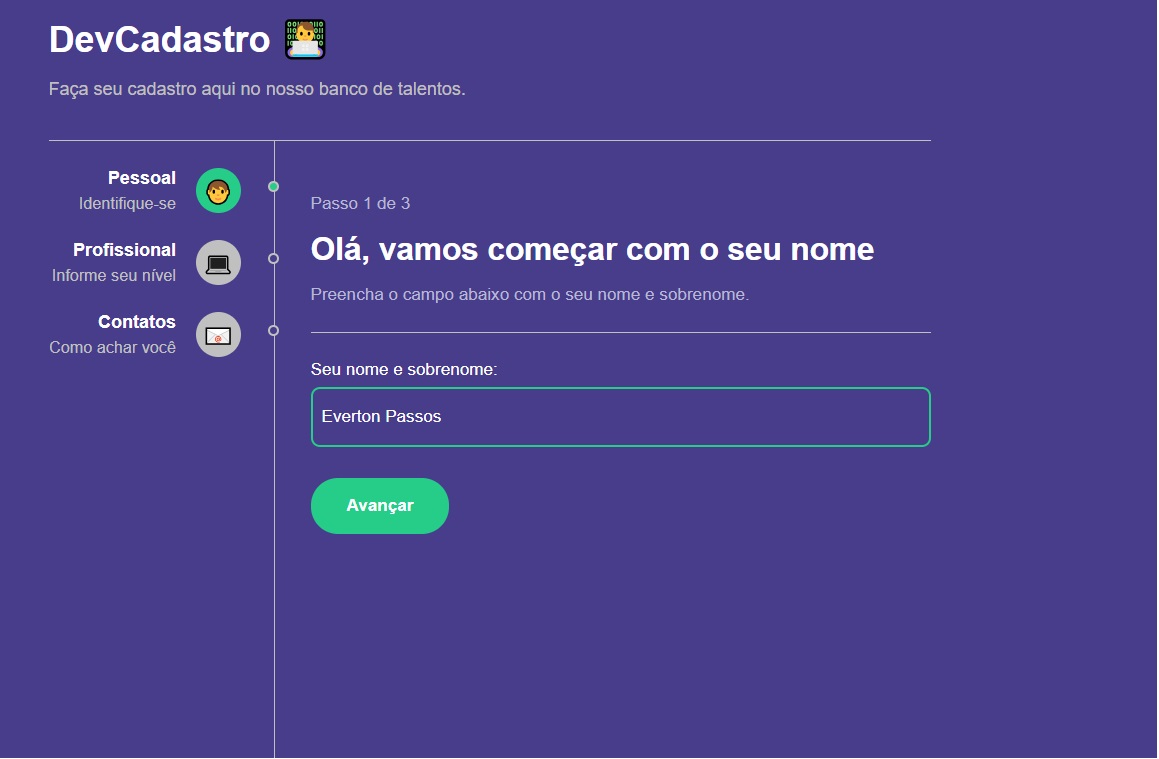 DevCadastro
Faça seu cadastro aqui no nosso banco de talentos.
Pessoal
Identifique-se
Profissional
Informe seu nível
Contatos
Como achar você
Passo 1 de 3
Olá, vamos começar com o seu nome
Preencha o campo abaixo com o seu nome e sobrenome.
Seu nome e sobrenome:
Everton Passos
Avançar